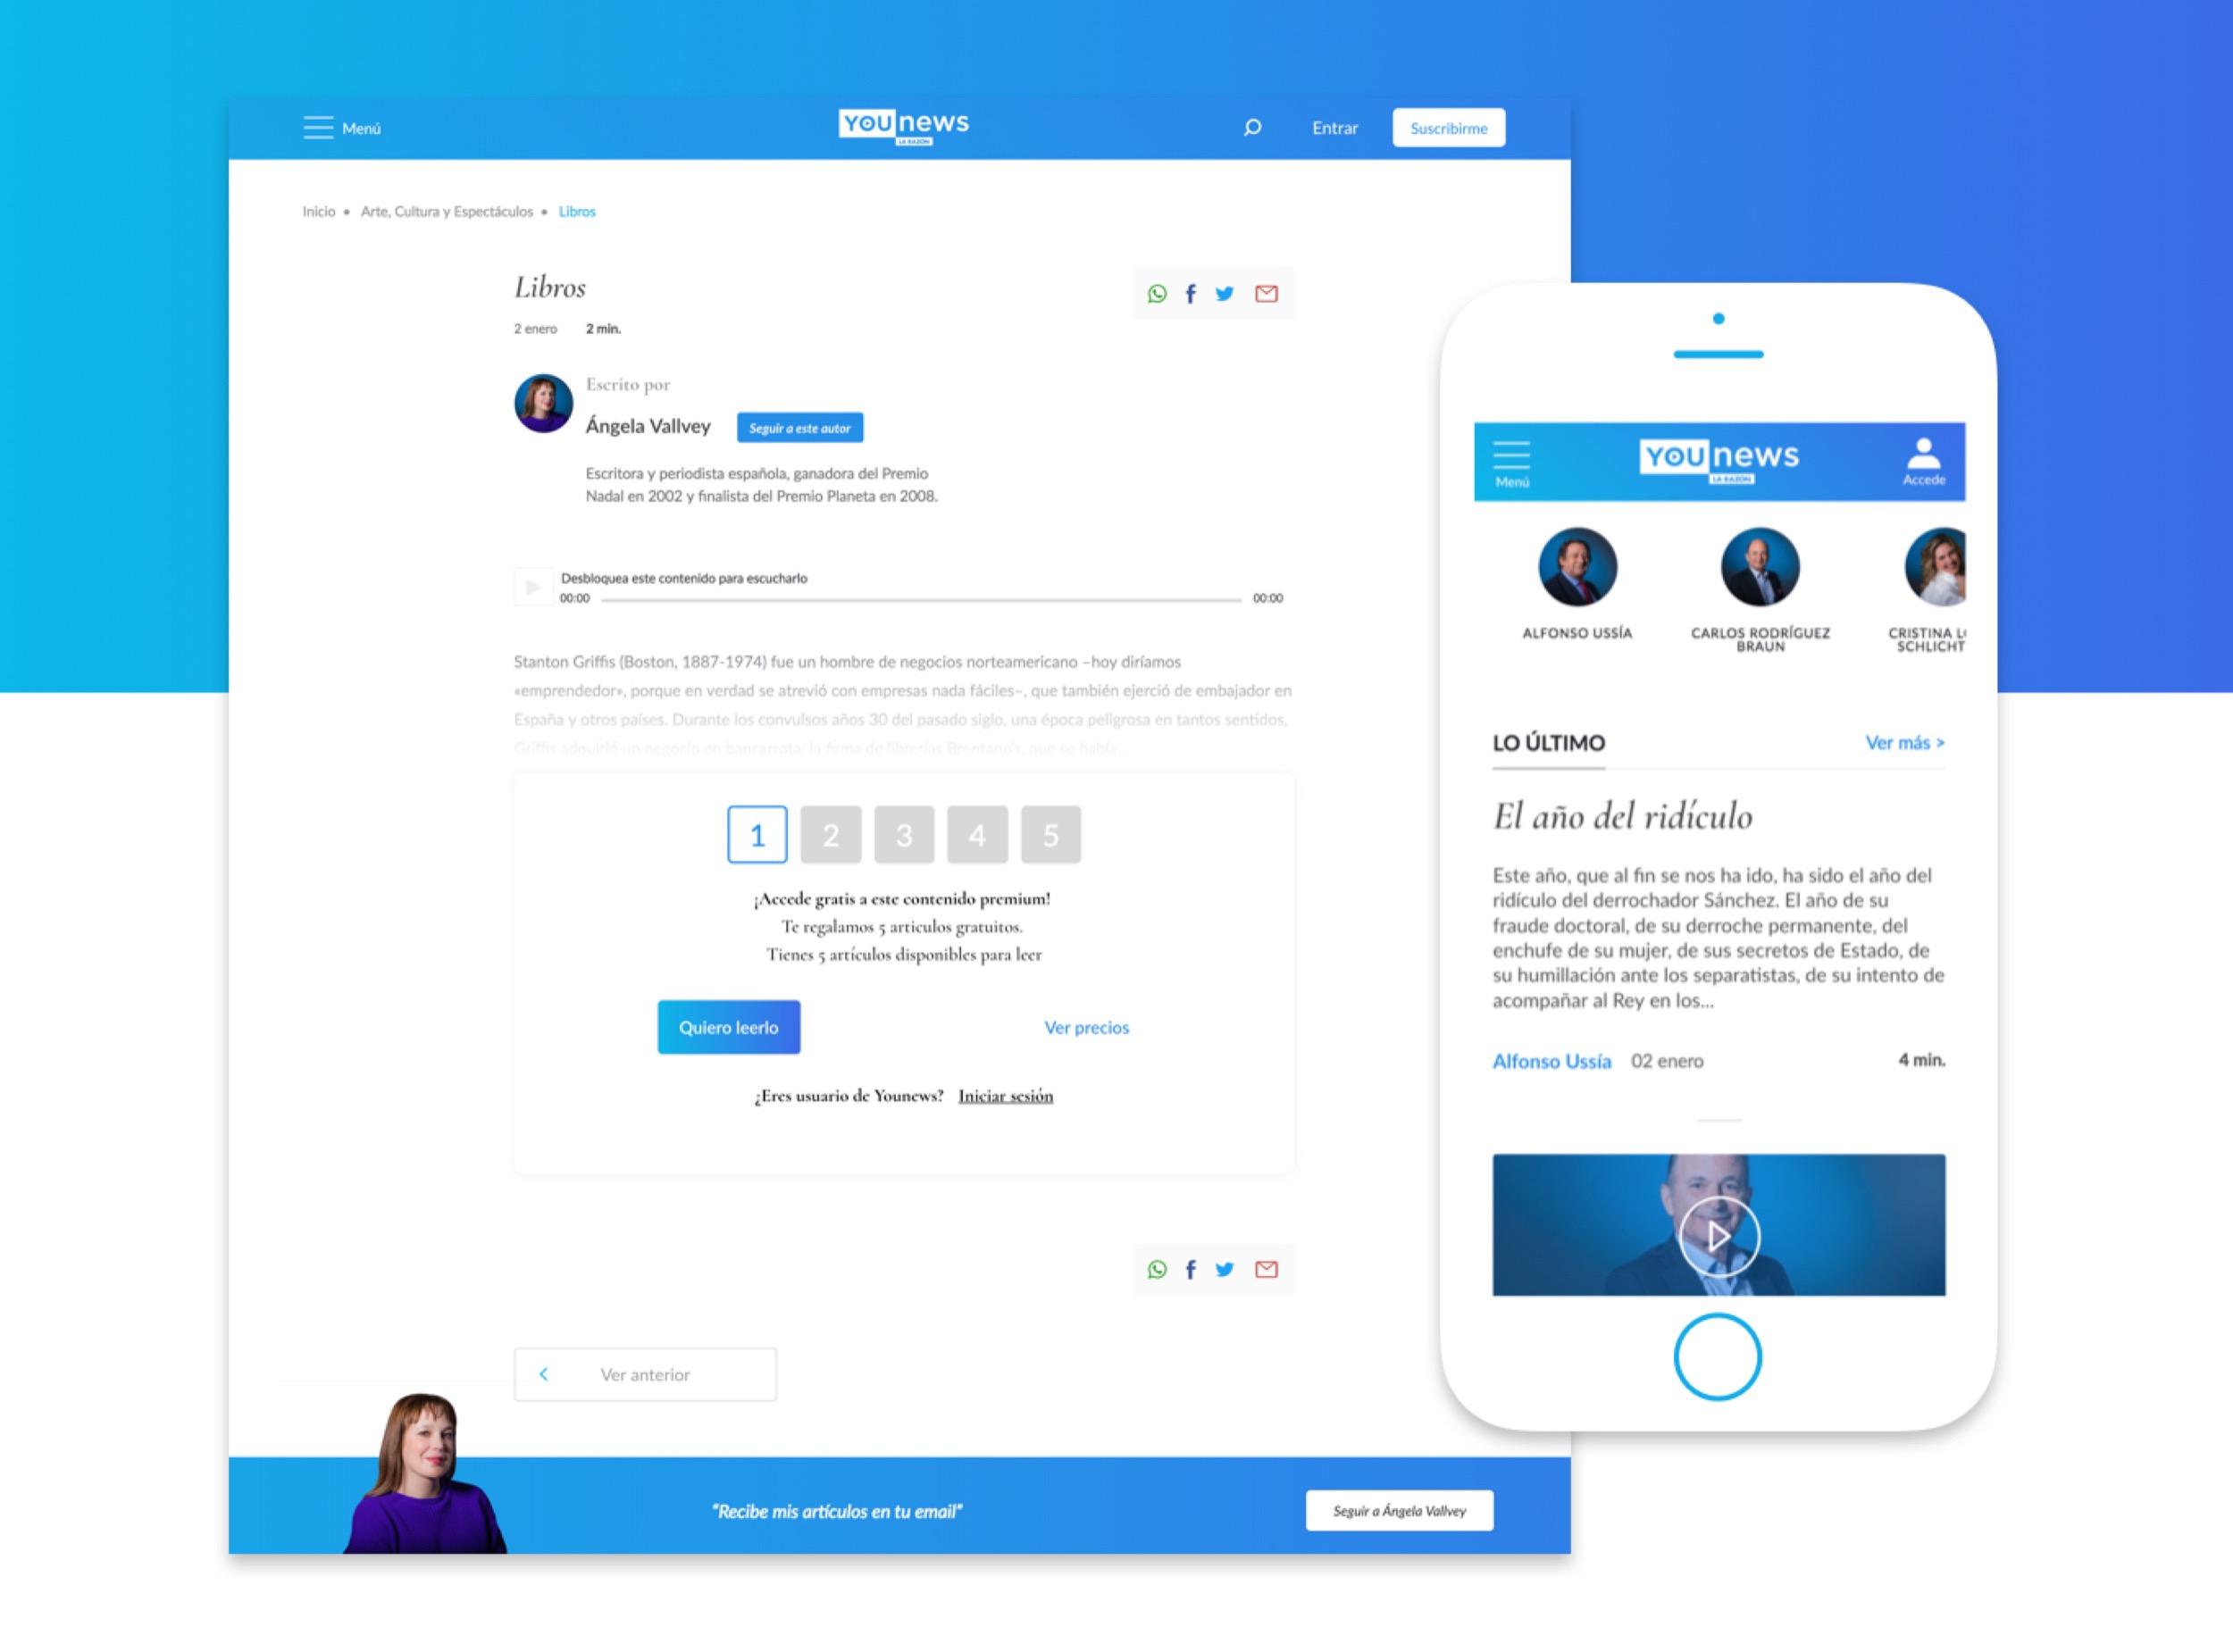 Menú
YOU news
LA RAZÓN
Entrar
Suscribirme
Inicio • Arte, Cultura y Espectáculos • Libros
Libros
2 enero 2 min.
Escrito por
Ángela Vallvey
Seguir a este autor
Escritora y periodista española, ganadora del Premio
Nadal en 2002 y finalista del Premio Planeta en 2008.
Desbloquea este contenido para escucharlo
00:00 00:00
Stanton Griffis (Boston, 1887-1974) fue un hombre de negocios norteamericano –hoy diríamos
«emprendedor», porque en verdad se atrevió con empresas nada fáciles–, que también ejerció de embajador en
España y otros países. Durante los convulsos años 30 del pasado siglo, una época peligrosa en tantos sentidos,
Griffis adquirió un negocio en bancarrota: la firma de librerías Brentano's, que se había...
1 2 3 4 5
¡Accede gratis a este contenido premium!
Te regalamos 5 articulos gratuitos.
Tienes 5 artículos disponibles para leer
Quiero leerlo
Ver precios
¿Eres usuario de Younews? Iniciar sesión
Ver anterior
"Recibe mis artículos en tu email"
Seguir a Ángela Vallvey
Menú
YOU news
LA RAZÓN
Accede
ALFONSO USSÍA
CARLOS RODRÍGUEZ
BRAUN
CRISTINA
SCHLICHT
LO ÚLTIMO
Ver más >
El año del ridículo
Este año, que al fin se nos ha ido, ha sido el año del
ridículo del derrochador Sánchez. El año de su
fraude doctoral, de su derroche permanente, del
enchufe de su mujer, de sus secretos de Estado, de
su humillación ante los separatistas, de su intento de
acompañar al Rey en los...
Alfonso Ussía 02 enero 4 min.